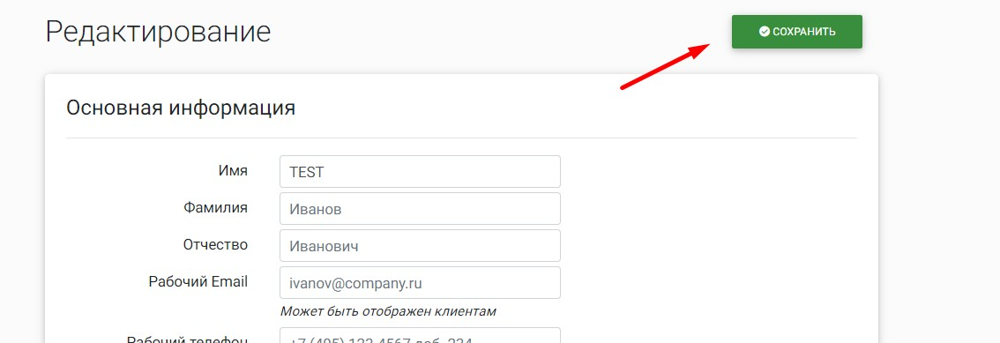 Редактирование
СОХРАНИТЬ
Основная информация
Имя TEST
Фамилия Иванов
Отчество Иванович
Рабочий Email ivanov@company.ru
Может быть отображен клиентам
Рабочий телефон +7 (495) 123-4567 доб. 234